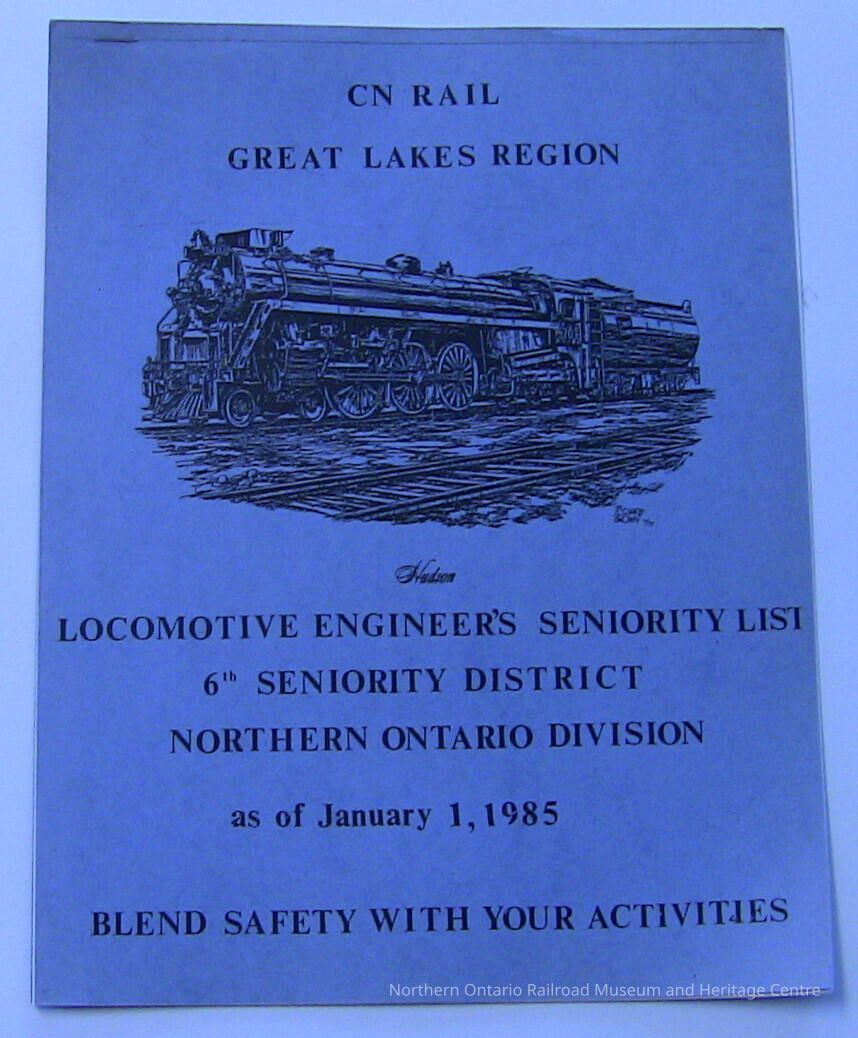 CN RAIL
GREAT LAKES REGION
Hudson
LOCOMOTIVE ENGINEER'S SENIORITY LIST
6th SENIORITY DISTRICT
NORTHERN ONTARIO DIVISION
as of January 1, 1985
BLEND SAFETY WITH YOUR ACTIVITIES
Northern Ontario Railroad Museum and Heritage Centre